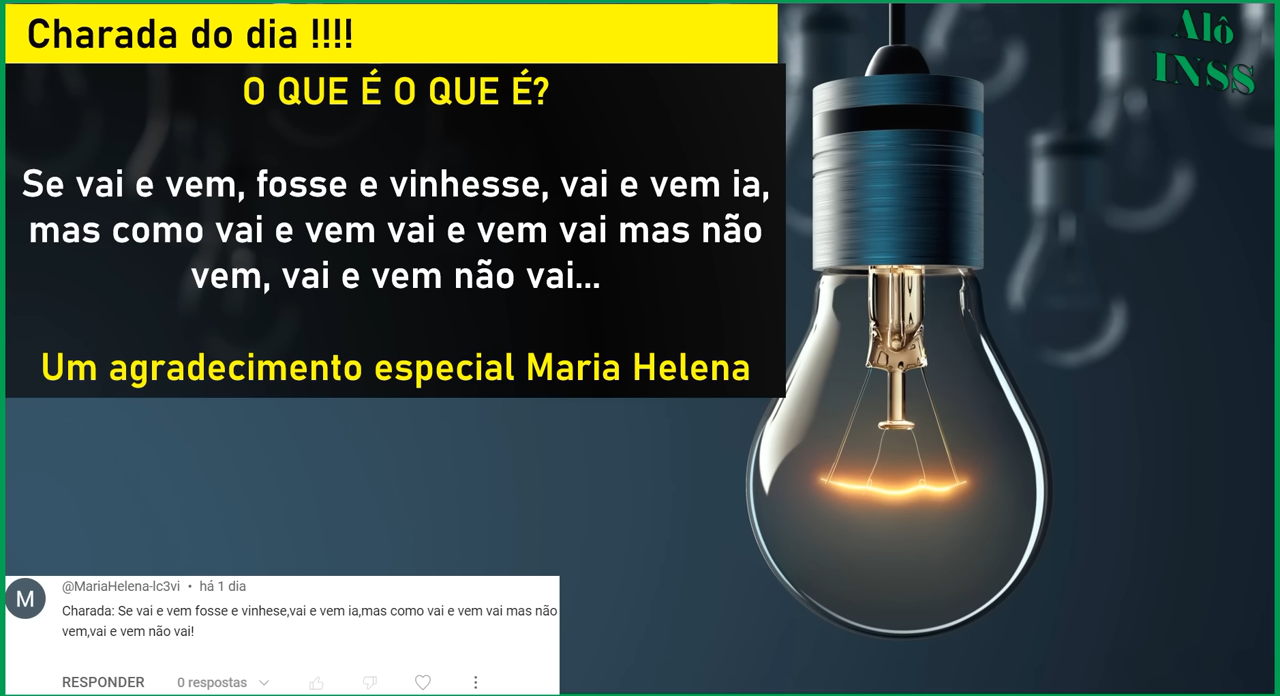 Charada do dia !!!!
Alô
INSS
O QUE É O QUE É?
Se vai e vem, fosse e vinhesse, vai e vem ia,
mas como vai e vem vai e vem vai mas não
vem, vai e vem não vai...
Um agradecimento especial Maria Helena
M
@MariaHelena-lc3vi • há 1 dia
Charada: Se vai e vem fosse e vinhese,vai e vem ia,mas como vai e vem vai mas não
vem,vai e vem não vai!
RESPONDER 0 respostas